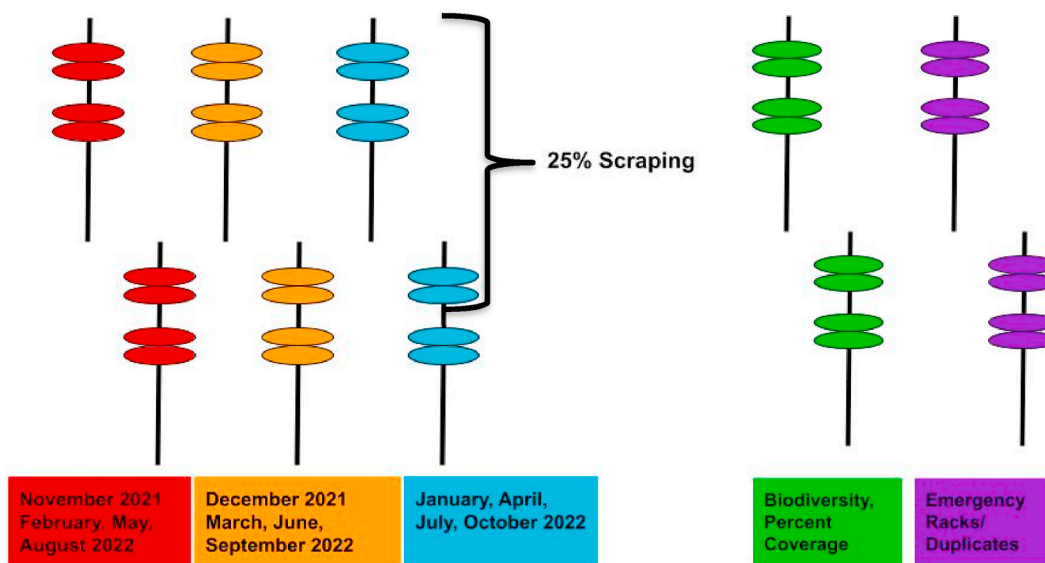 25% Scraping
November 2021
February, May,
August 2022
December 2021
March, June,
September 2022
January, April,
July, October 2022
Biodiversity,
Percent
Coverage
Emergency
Racks/
Duplicates